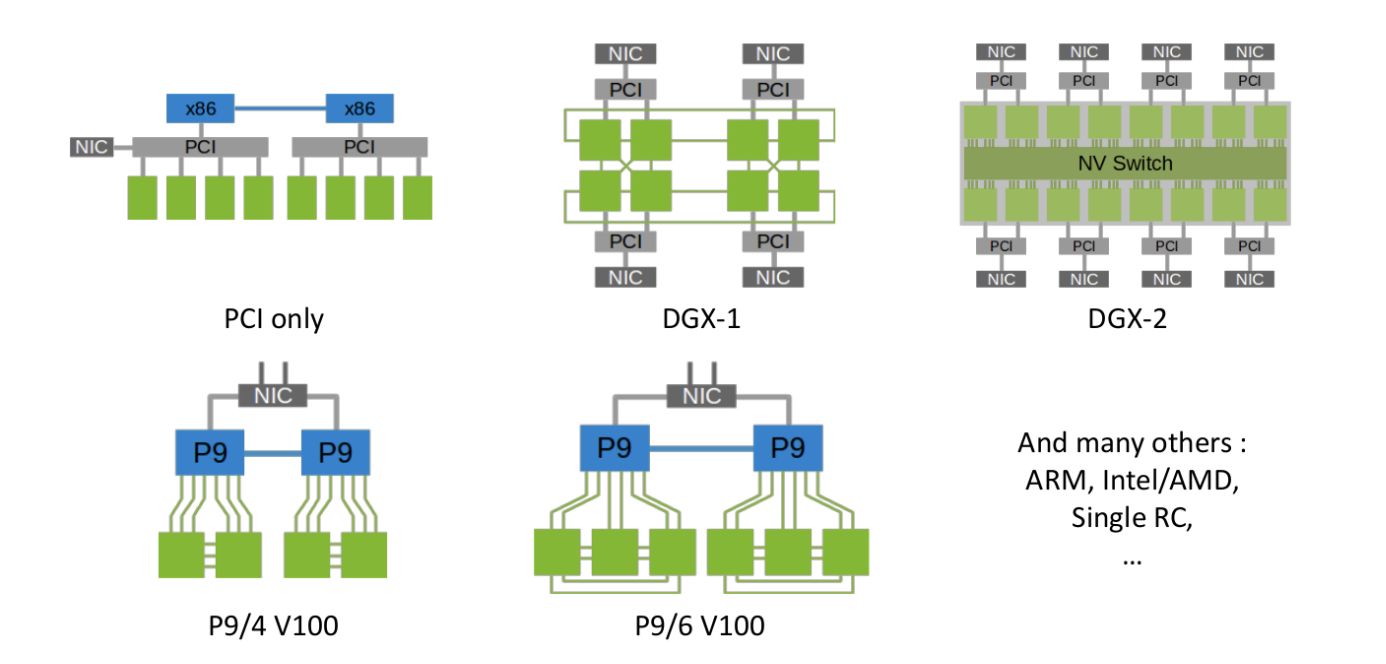 NIC NIC NIC NIC NIC NIC
PCI PCI PCI PCI PCI PCI
x86 x86
NIC PCI PCI
NV Switch
PCI PCI PCI PCI PCI PCI
NIC NIC NIC NIC NIC NIC
PCI only DGX-1 DGX-2
NIC NIC
P9 P9 P9 P9
And many others :
ARM, Intel/AMD,
Single RC,
...
P9/4 V100 P9/6 V100